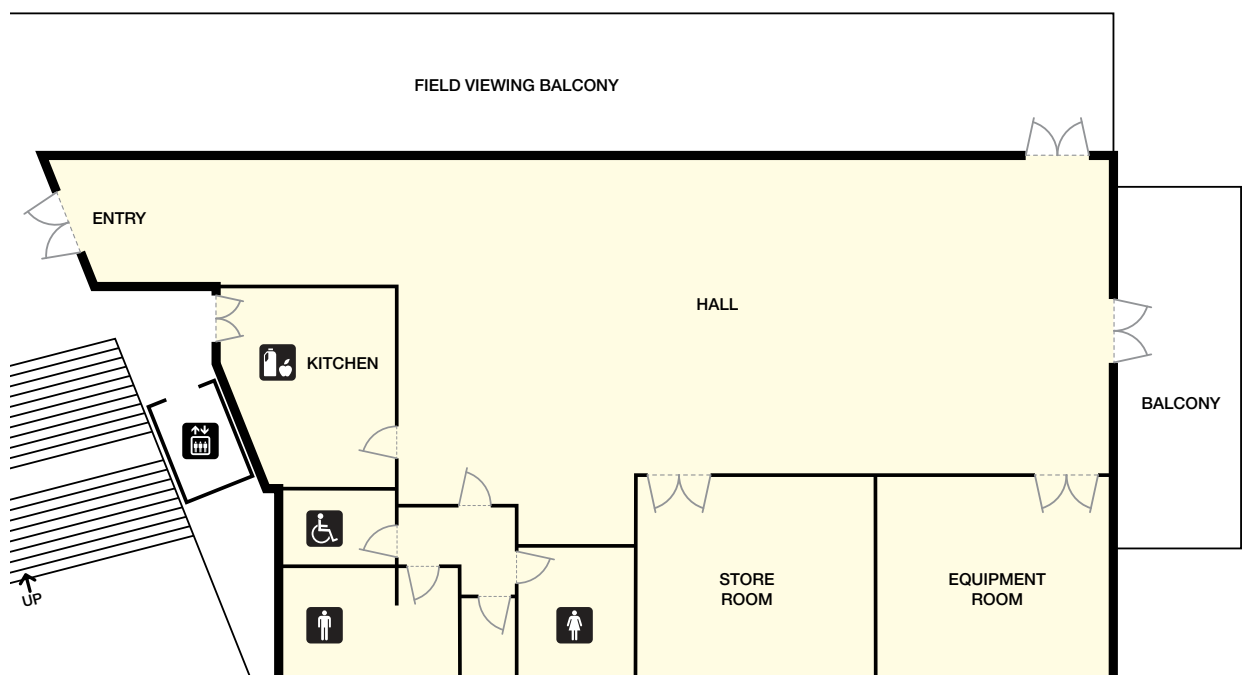 FIELD VIEWING BALCONY
ENTRY
HALL
KITCHEN
BALCONY
STORE
ROOM
EQUIPMENT
ROOM
UP